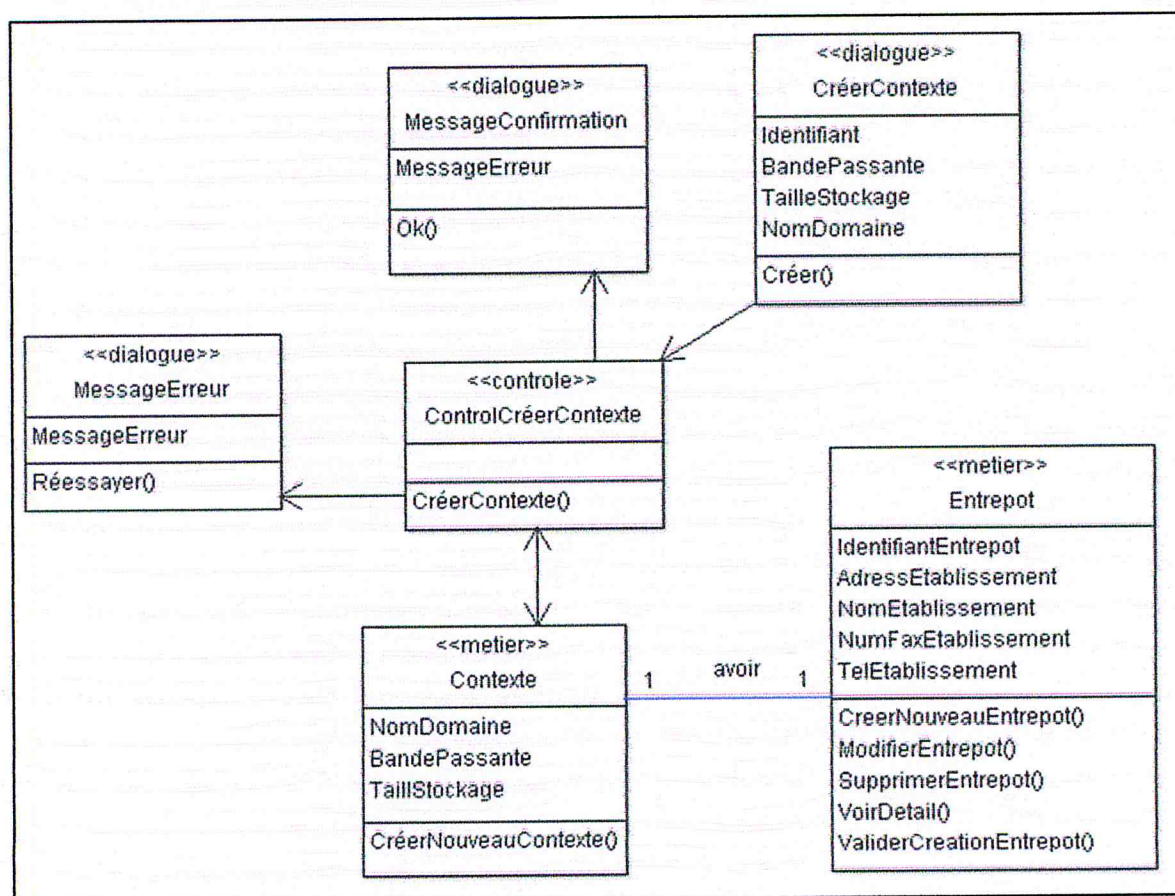 <<dialogue>>
CréerContexte
Identifiant
BandePassante
TailleStockage
NomDomaine
Créer()
<<dialogue>>
MessageConfirmation
MessageErreur
Ok()
<<dialogue>>
MessageErreur
MessageErreur
Réessayer()
<<controle>>
ControlCréerContexte
CréerContexte()
<<metier>>
Entrepot
IdentifiantEntrepot
AdressEtablissement
NomEtablissement
NumFaxEtablissement
TelEtablissement
CreerNouveauEntrepot()
ModifierEntrepot()
SupprimerEntrepot()
VoirDetail()
ValiderCreationEntrepot()
<<metier>>
Contexte
NomDomaine
BandePassante
TaillStockage
CréerNouveauContexte()
1 avoir 1